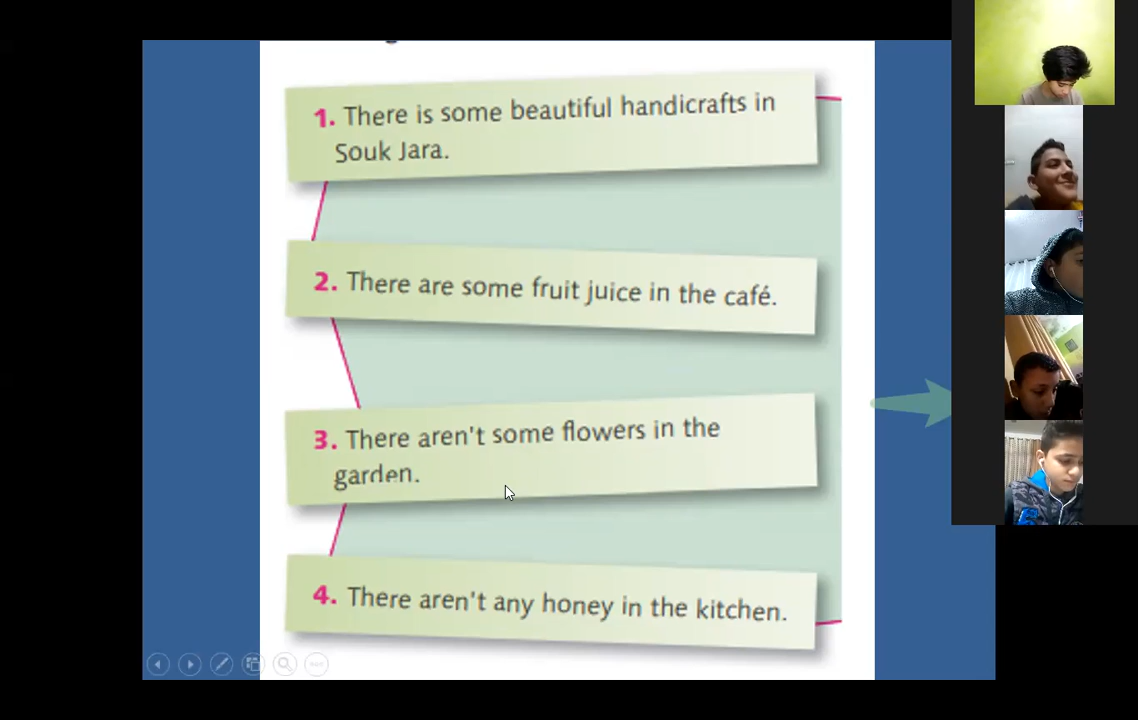 1. There is some beautiful handicrafts in
Souk Jara.
2. There are some fruit juice in the café.
3. There aren't some flowers in the
garden.
4. There aren't any honey in the kitchen.